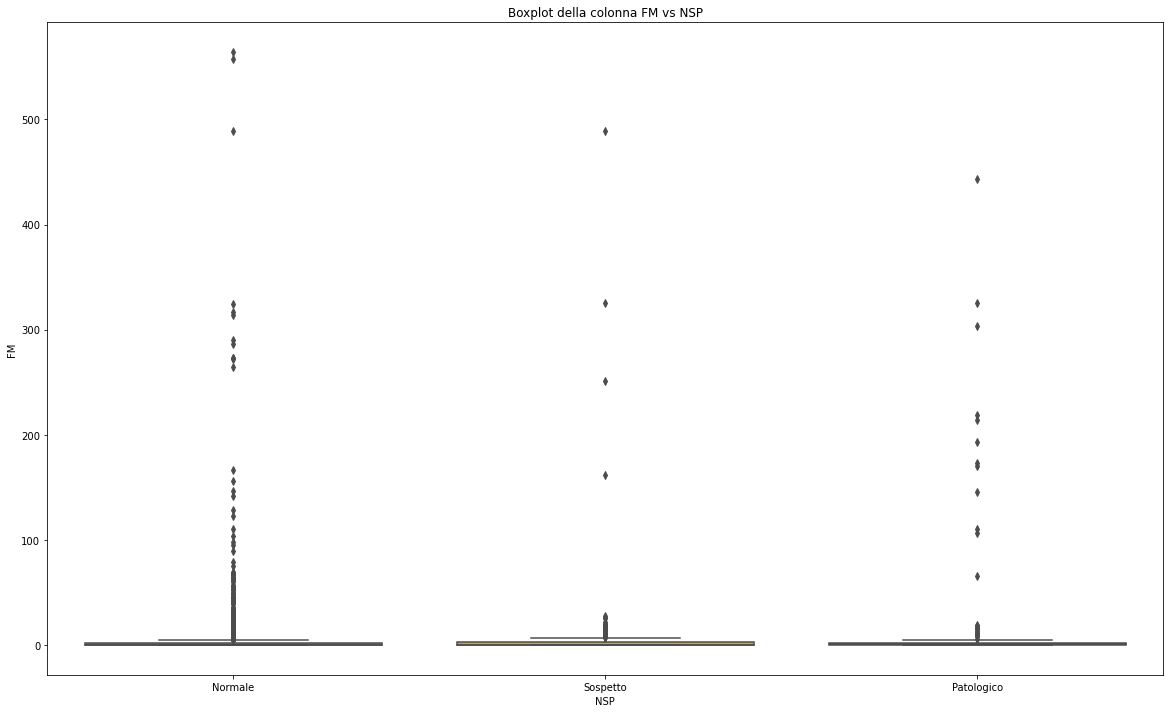 Boxplot della colonna FM vs NSP
500
400
300
200
100
0
FM
Normale
Sospetto
Patologico
NSP